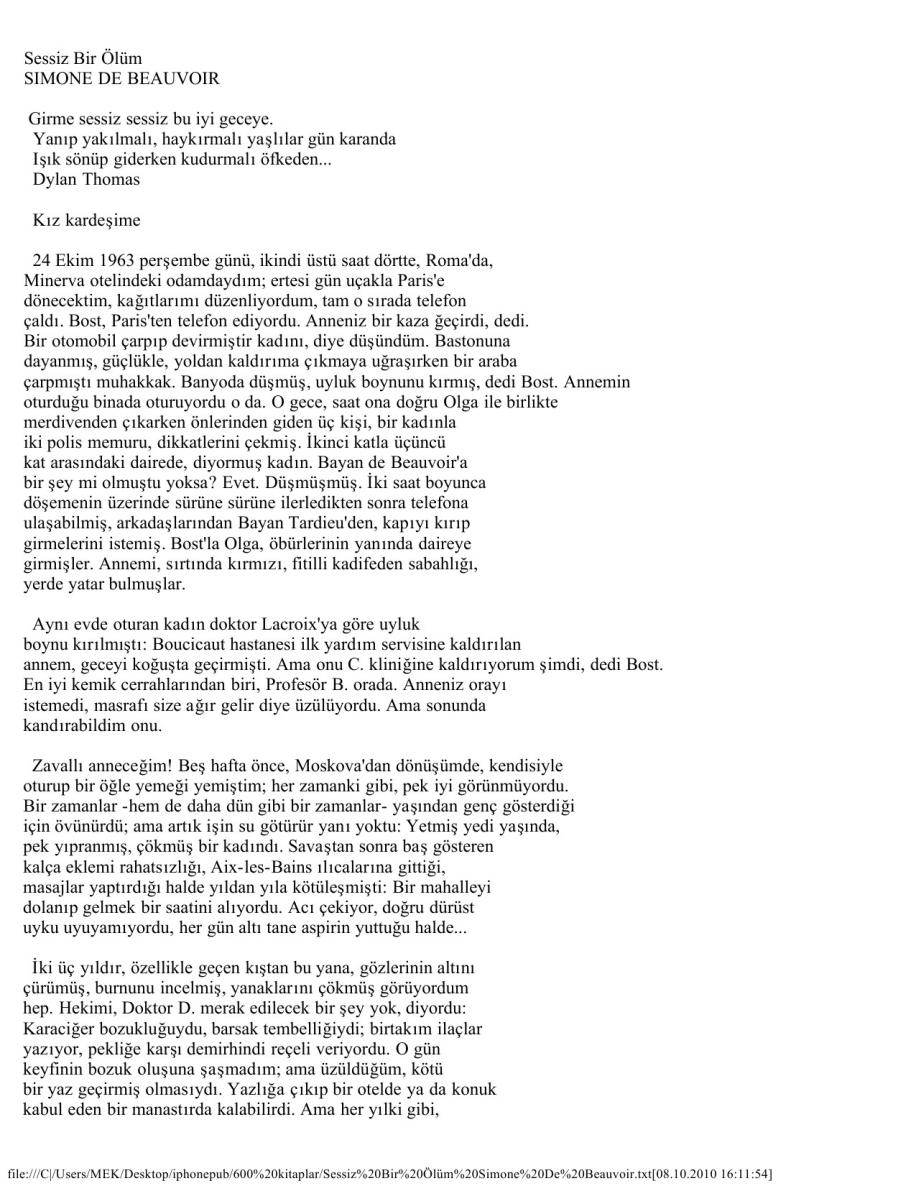 Sessiz Bir Ölüm
SIMONE DE BEAUVOIR
Girme sessiz sessiz bu iyi geceye.
Yanıp yakılmalı, haykırmalı yaşlılar gün karanda
Işık sönüp giderken kudurmalı öfkeden...
Dylan Thomas
Kız kardeşime
24 Ekim 1963 perşembe günü, ikindi üstü saat dörtte, Roma'da,
Minerva otelindeki odamdaydım; ertesi gün uçakla Paris'e
dönecektim, kağıtlarımı düzenliyordum, tam o sırada telefon
çaldı. Bost, Paris'ten telefon ediyordu. Anneniz bir kaza ğeçirdi, dedi.
Bir otomobil çarpıp devirmiştir kadını, diye düşündüm. Bastonuna
dayanmış, güçlükle, yoldan kaldırıma çıkmaya uğraşırken bir araba
çarpmıştı muhakkak. Banyoda düşmüş, uyluk boynunu kırmış, dedi Bost. Annemin
oturduğu binada oturuyordu o da. O gece, saat ona doğru Olga ile birlikte
merdivenden çıkarken önlerinden giden üç kişi, bir kadınla
iki polis memuru, dikkatlerini çekmiş. İkinci katla üçüncü
kat arasındaki dairede, diyormuş kadın. Bayan de Beauvoir'a
bir şey mi olmuştu yoksa? Evet. Düşmüşmüş. İki saat boyunca
döşemenin üzerinde sürüne sürüne ilerledikten sonra telefona
ulaşabilmiş, arkadaşlarından Bayan Tardieu'den, kapıyı kırıp
girmelerini istemiş. Bost'la Olga, öbürlerinin yanında daireye
girmişler. Annemi, sırtında kırmızı, fitilli kadifeden sabahlığı,
yerde yatar bulmuşlar.
Aynı evde oturan kadın doktor Lacroix'ya göre uyluk
boynu kırılmıştı: Boucicaut hastanesi ilk yardım servisine kaldırılan
annem, geceyi koğuşta geçirmişti. Ama onu C. kliniğine kaldırıyorum şimdi, dedi Bost.
En iyi kemik cerrahlarından biri, Profesör B. orada. Anneniz orayı
istemedi, masrafı size ağır gelir diye üzülüyordu. Ama sonunda
kandırabildim onu.
Zavallı anneceğim! Beş hafta önce, Moskova'dan dönüşümde, kendisiyle
oturup bir öğle yemeği yemiştim; her zamanki gibi, pek iyi görünmüyordu.
Bir zamanlar -hem de daha dün gibi bir zamanlar- yaşından genç gösterdiği
için övünürdü; ama artık işin su götürür yanı yoktu: Yetmiş yedi yaşında,
pek yıpranmış, çökmüş bir kadındı. Savaştan sonra baş gösteren
kalça eklemi rahatsızlığı, Aix-les-Bains ılıcalarına gittiği,
masajlar yaptırdığı halde yıldan yıla kötüleşmişti: Bir mahalleyi
dolanıp gelmek bir saatini alıyordu. Acı çekiyor, doğru dürüst
uyku uyuyamıyordu, her gün altı tane aspirin yuttuğu halde...
İki üç yıldır, özellikle geçen kıştan bu yana, gözlerinin altını
çürümüş, burnunu incelmiş, yanaklarını çökmüş görüyordum
hep. Hekimi, Doktor D. merak edilecek bir şey yok, diyordu:
Karaciğer bozukluğuydu, barsak tembelliğiydi; birtakım ilaçlar
yazıyor, pekliğe karşı demirhindi reçeli veriyordu. O gün
keyfinin bozuk oluşuna şaşmadım; ama üzüldüğüm, kötü
bir yaz geçirmiş olmasıydı. Yazlığa çıkıp bir otelde ya da konuk
kabul eden bir manastırda kalabilirdi. Ama her yılki gibi,
file:///C|/Users/MEK/Desktop/iphonepub/600%20kitaplar/Sessiz%20Bir%20Ölüm%20Simone%20De%20Beauvoir.txt[08.10.2010 16:11:54]